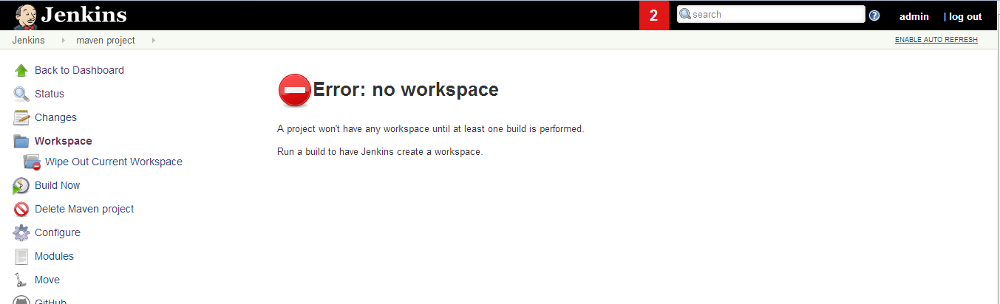 Jenkins
2
search
?
admin
| log out
Jenkins
maven project
ENABLE AUTO REFRESH
Back to Dashboard
Status
Changes
Workspace
Wipe Out Current Workspace
Build Now
Delete Maven project
Configure
Modules
Move
GitHub
Error: no workspace
A project won't have any workspace until at least one build is performed.
Run a build to have Jenkins create a workspace.